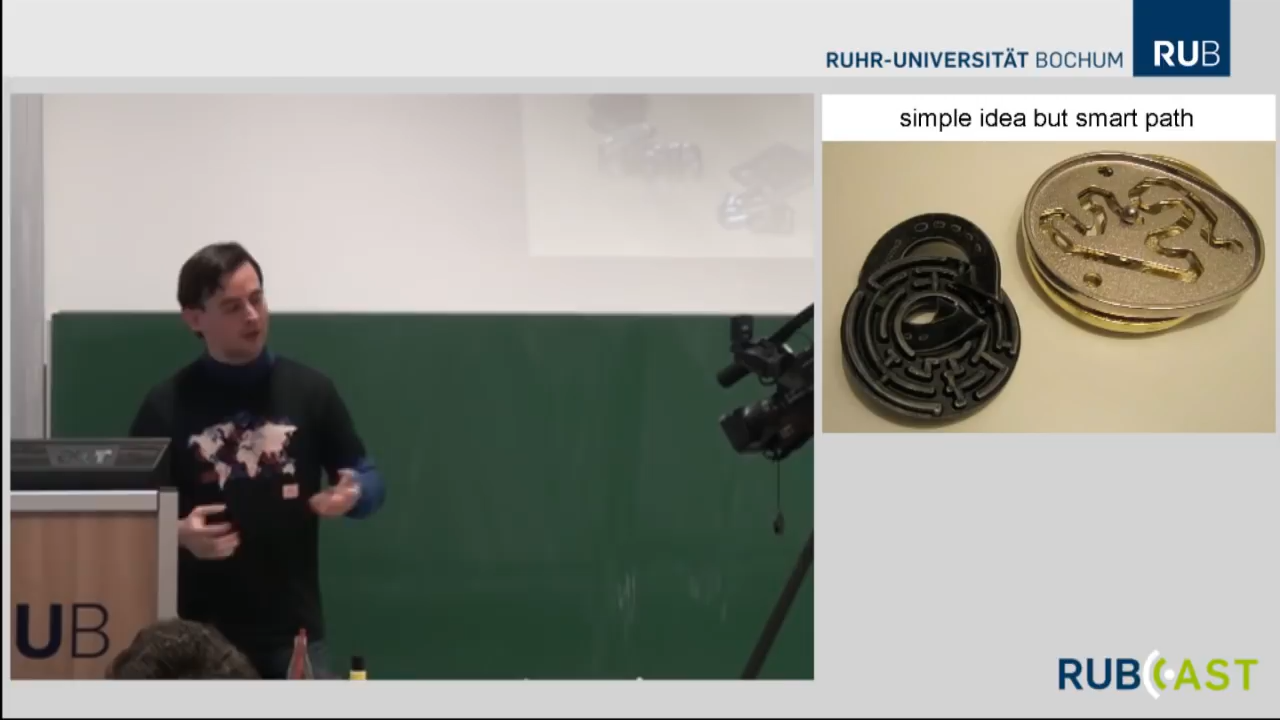 RUHR-UNIVERSITÄT BOCHUM
RUB
simple idea but smart path
UB
RUBCAST